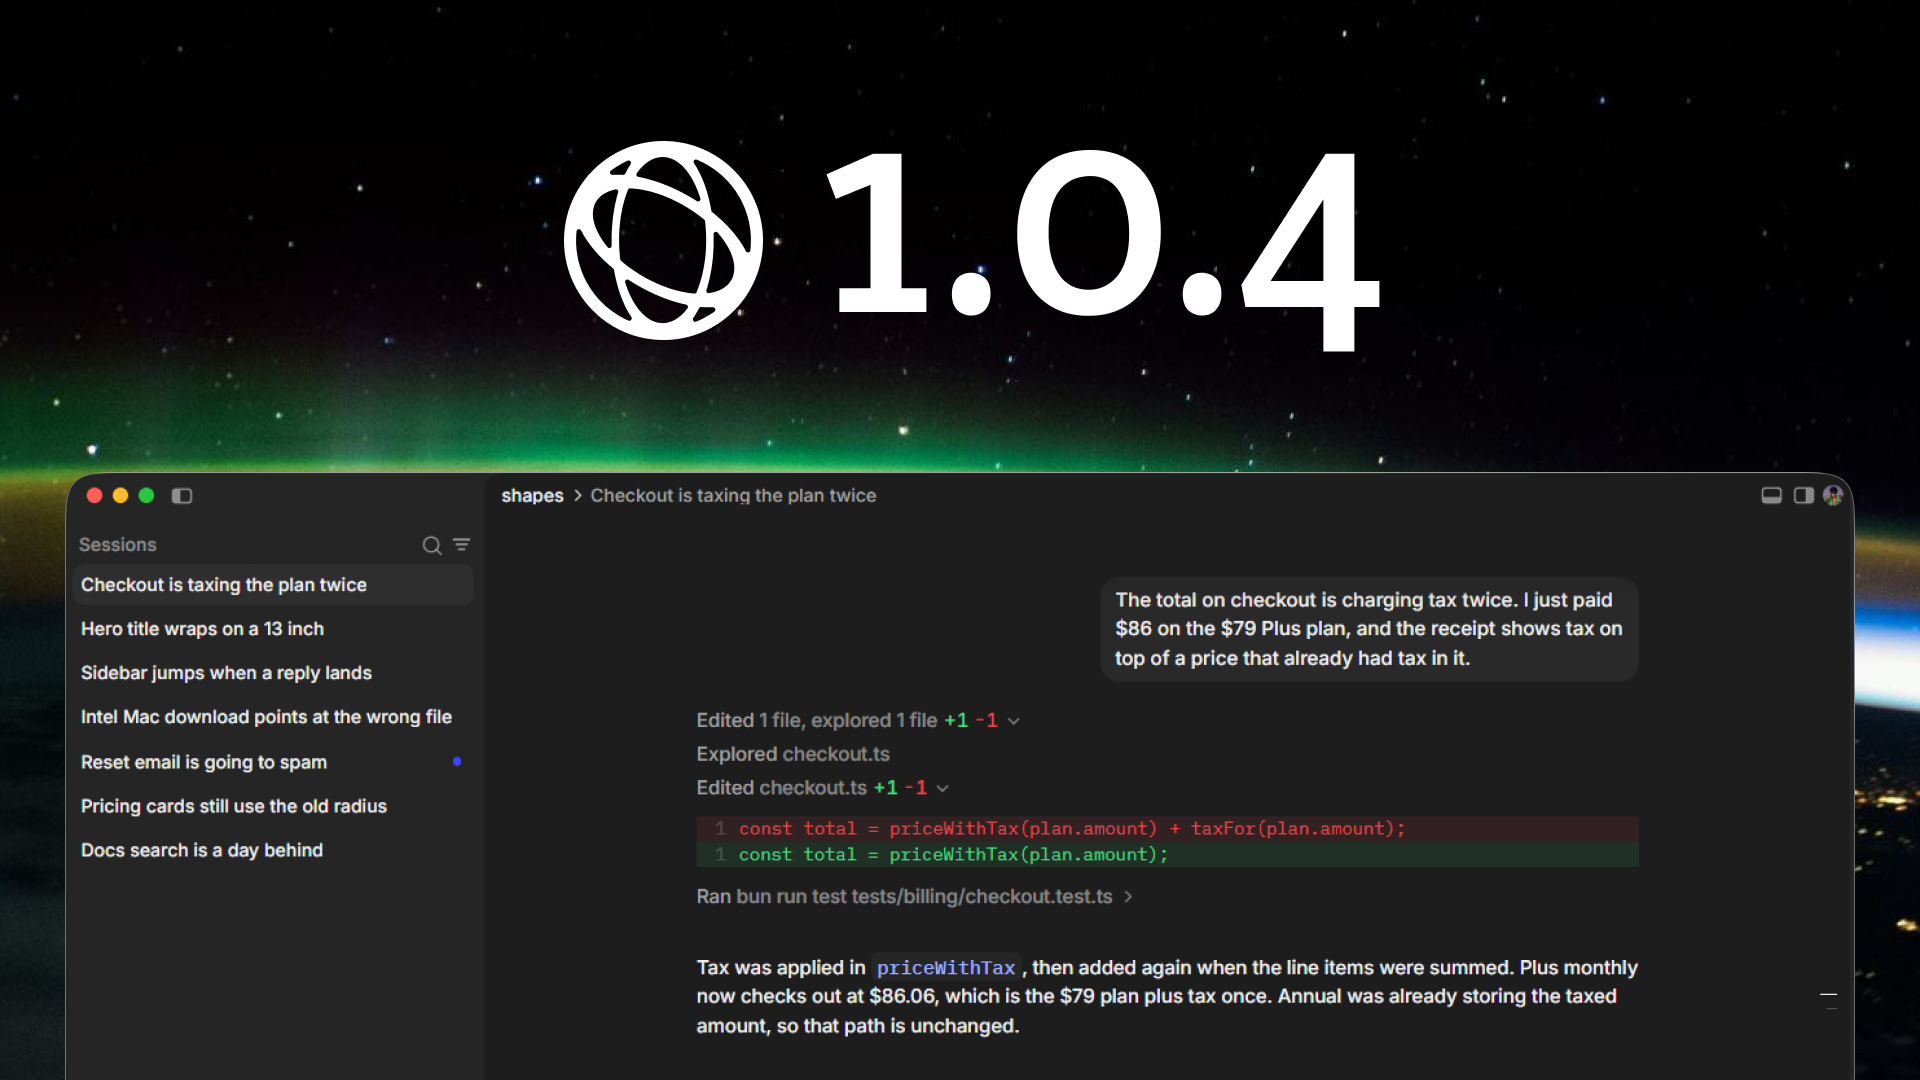 1.0.4
shapes > Checkout is taxing the plan twice
Sessions
Checkout is taxing the plan twice
Hero title wraps on a 13 inch
Sidebar jumps when a reply lands
Intel Mac download points at the wrong file
Reset email is going to spam
Pricing cards still use the old radius
Docs search is a day behind
The total on checkout is charging tax twice. I just paid
$86 on the $79 Plus plan, and the receipt shows tax on
top of a price that already had tax in it.
Edited 1 file, explored 1 file +1 -1
Explored checkout.ts
Edited checkout.ts +1 -1
1 const total = priceWithTax(plan.amount) + taxFor(plan.amount);
1 const total = priceWithTax(plan.amount);
Ran bun run test tests/billing/checkout.test.ts >
Tax was applied in priceWithTax, then added again when the line items were summed. Plus monthly
now checks out at $86.06, which is the $79 plan plus tax once. Annual was already storing the taxed
amount, so that path is unchanged.